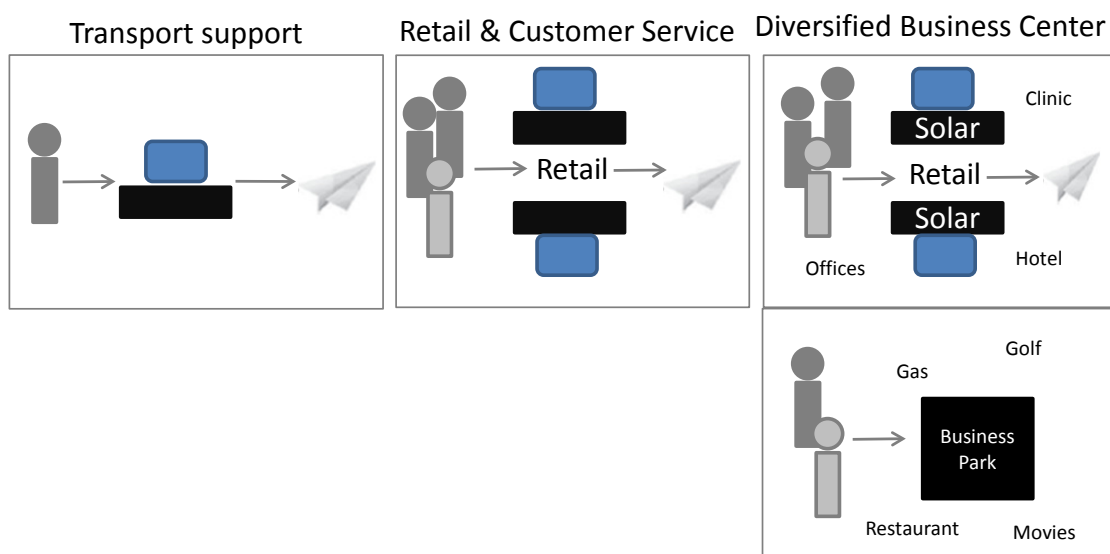 Transport support
Retail & Customer Service
Diversified Business Center
Retail
Solar
Clinic
Retail
Solar
Offices
Hotel
Golf
Gas
Business
Park
Restaurant
Movies